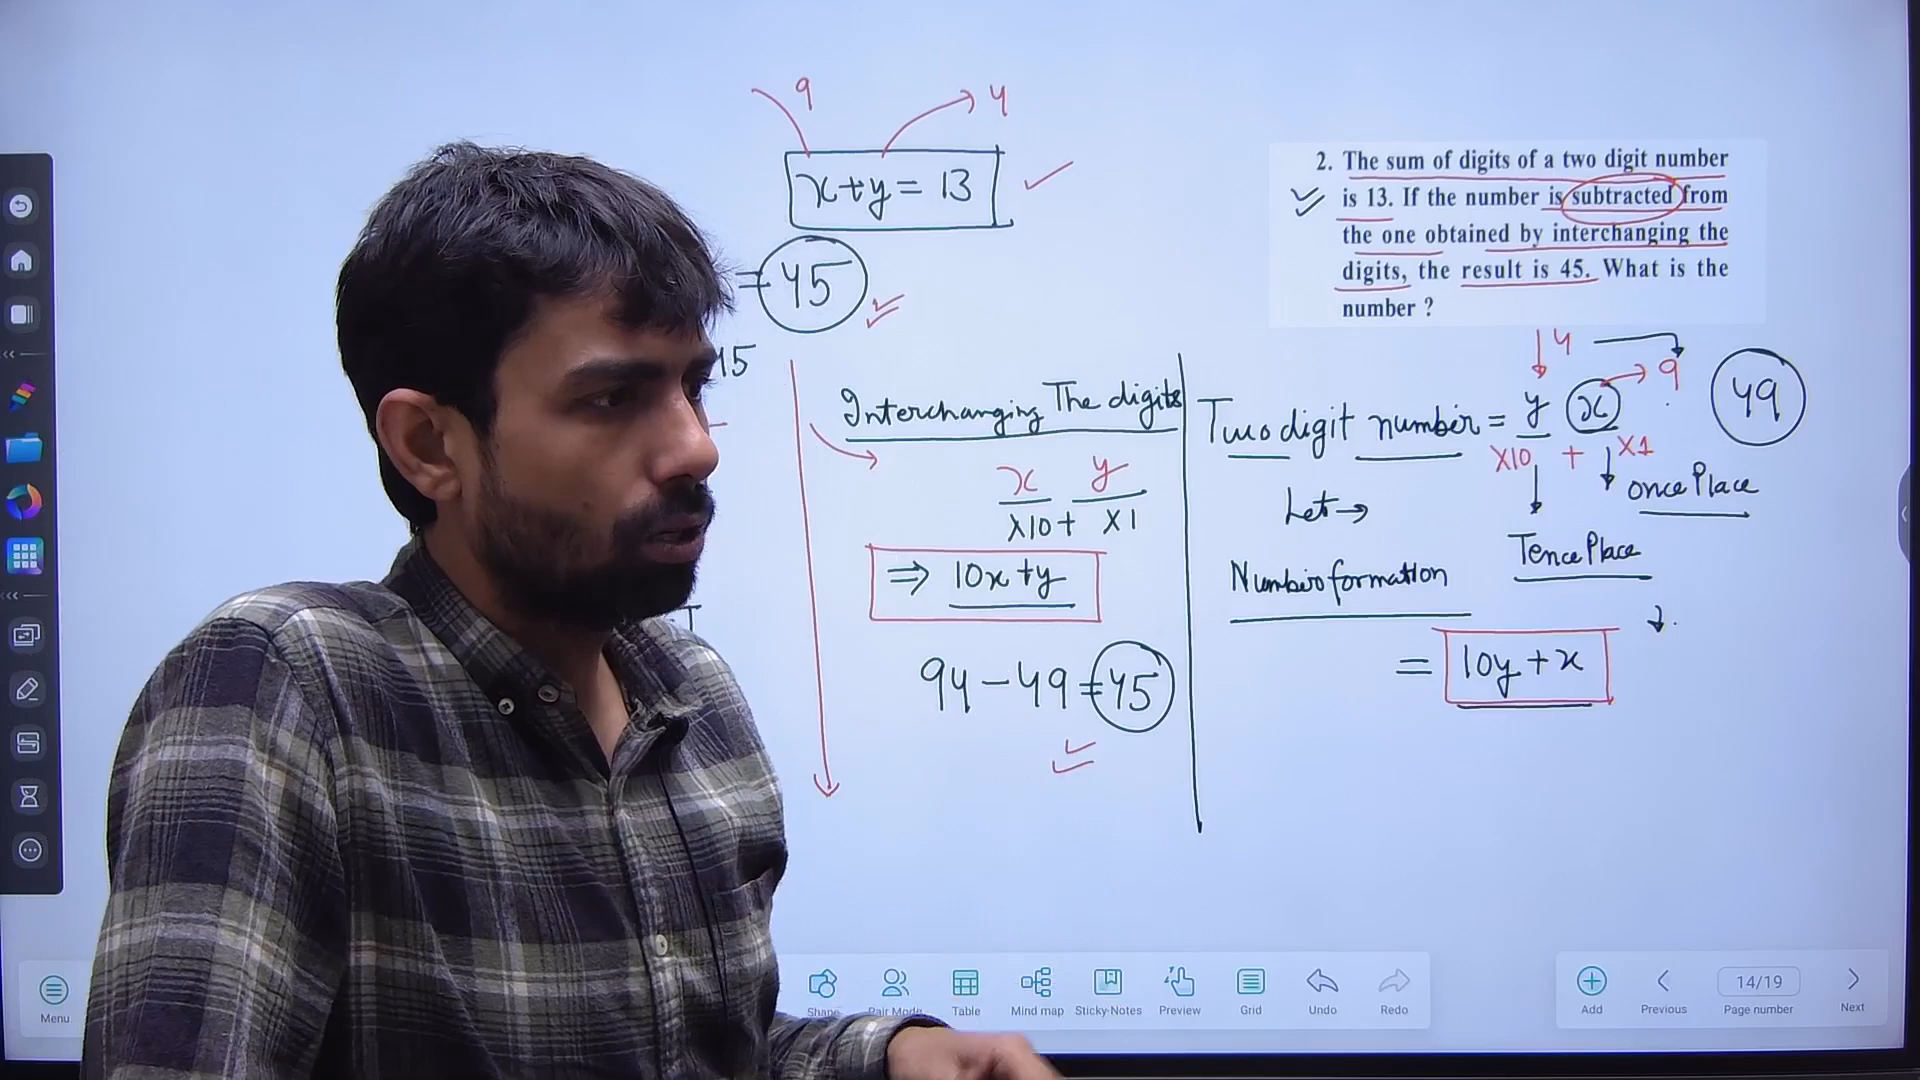 9
4
x+y = 13
= 45
45
2. The sum of digits of a two digit number
is 13. If the number is subtracted from
the one obtained by interchanging the
digits, the result is 45. What is the
number ?
Interchanging The digits
x y
X10 + X1
⇒ 10x+y
94 - 49 = 45
4
9
Two digit number = y x
49
X10 + X1
Let →
oncePlace
TencePlace
Number formation
= 10y + x
Menu
Shape
Pair Mode
Table
Mind map
Sticky-Notes
Preview
Grid
Undo
Redo
Add
Previous
14/19
Page number
Next